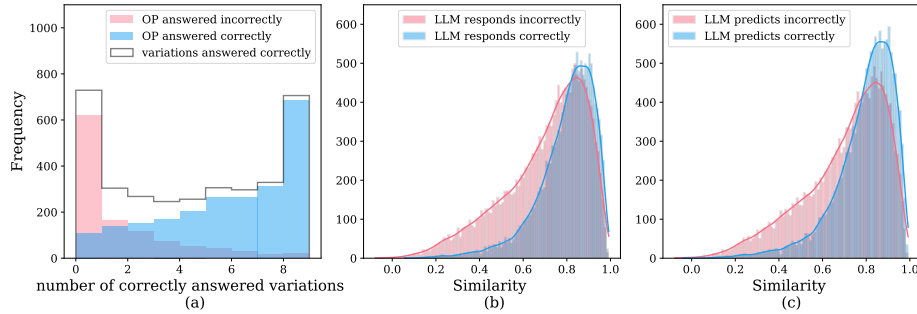 OP answered incorrectly
OP answered correctly
variations answered correctly
Frequency
1000
800
600
400
200
0
0 2 4 6 8
number of correctly answered variations
(a)
LLM responds incorrectly
LLM responds correctly
600
500
400
300
200
100
0
0.0 0.2 0.4 0.6 0.8 1.0
Similarity
(b)
LLM predicts incorrectly
LLM predicts correctly
600
500
400
300
200
100
0
0.0 0.2 0.4 0.6 0.8 1.0
Similarity
(c)